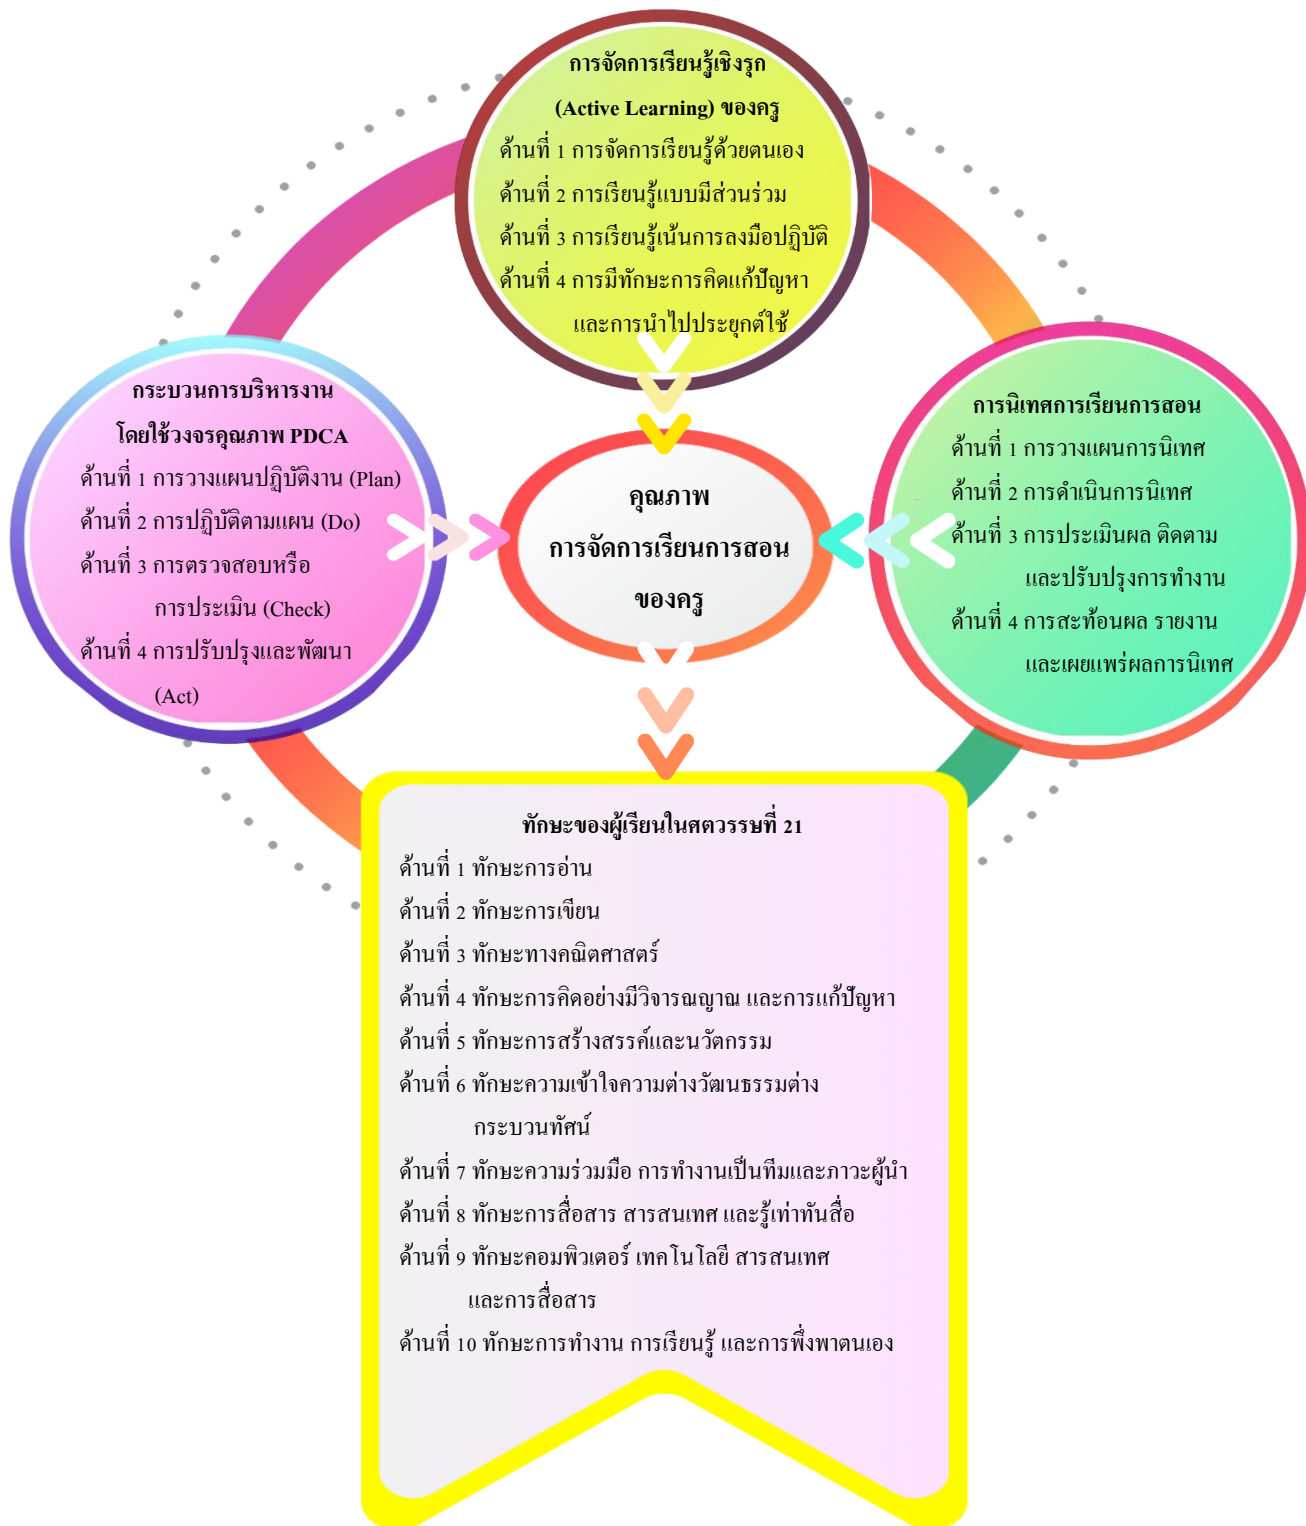 การจัดการเรียนรู้เชิงรุก
(Active Learning) ของครู
ด้านที่ 1 การจัดการเรียนรู้ด้วยตนเอง
ด้านที่ 2 การเรียนรู้แบบมีส่วนร่วม
ด้านที่ 3 การเรียนรู้เน้นการลงมือปฏิบัติ
ด้านที่ 4 การมีทักษะการคิดแก้ปัญหา
และการนำไปประยุกต์ใช้
กระบวนการบริหารงาน
โดยใช้วงจรคุณภาพ PDCA
ด้านที่ 1 การวางแผนปฏิบัติงาน (Plan)
ด้านที่ 2 การปฏิบัติตามแผน (Do)
ด้านที่ 3 การตรวจสอบหรือ
การประเมิน (Check)
ด้านที่ 4 การปรับปรุงและพัฒนา
(Act)
คุณภาพ
การจัดการเรียนการสอน
ของครู
การนิเทศการเรียนการสอน
ด้านที่ 1 การวางแผนการนิเทศ
ด้านที่ 2 การดำเนินการนิเทศ
ด้านที่ 3 การประเมินผล ติดตาม
และปรับปรุงการทำงาน
ด้านที่ 4 การสะท้อนผล รายงาน
และเผยแพร่ผลการนิเทศ
ทักษะของผู้เรียนในศตวรรษที่ 21
ด้านที่ 1 ทักษะการอ่าน
ด้านที่ 2 ทักษะการเขียน
ด้านที่ 3 ทักษะทางคณิตศาสตร์
ด้านที่ 4 ทักษะการคิดอย่างมีวิจารณญาณ และการแก้ปัญหา
ด้านที่ 5 ทักษะการสร้างสรรค์และนวัตกรรม
ด้านที่ 6 ทักษะความเข้าใจความต่างวัฒนธรรมต่าง
กระบวนทัศน์
ด้านที่ 7 ทักษะความร่วมมือ การทำงานเป็นทีมและภาวะผู้นำ
ด้านที่ 8 ทักษะการสื่อสาร สารสนเทศ และรู้เท่าทันสื่อ
ด้านที่ 9 ทักษะคอมพิวเตอร์ เทคโนโลยี สารสนเทศ
และการสื่อสาร
ด้านที่ 10 ทักษะการทำงาน การเรียนรู้ และการพึ่งพาตนเอง